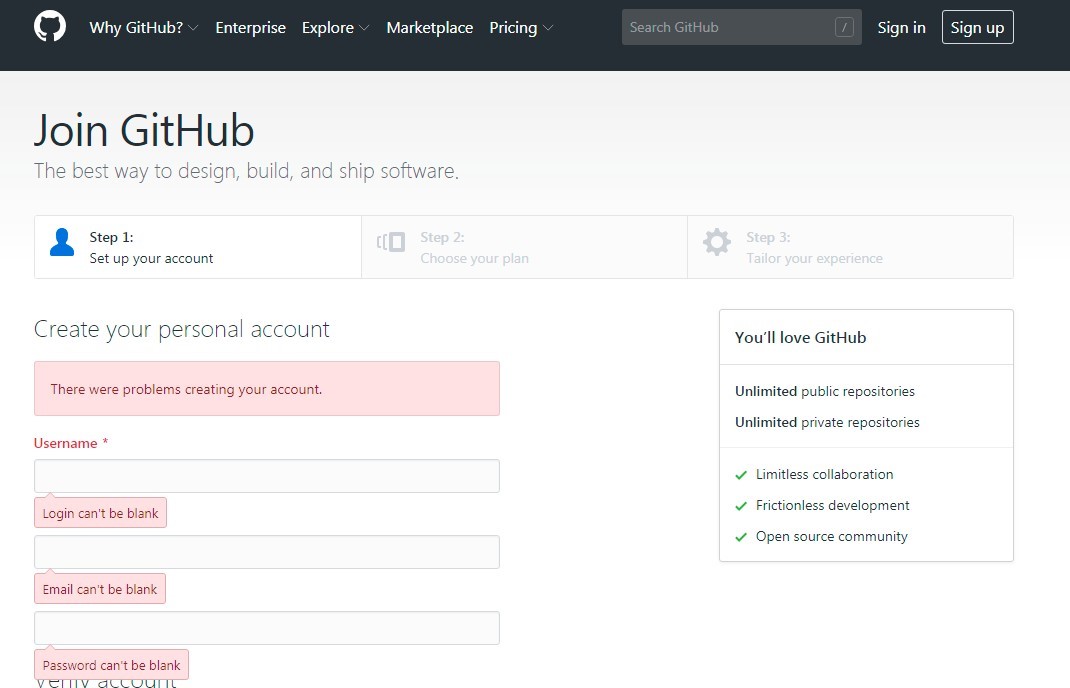 Why GitHub? Enterprise Explore Marketplace Pricing Search GitHub / Sign in Sign up
Join GitHub
The best way to design, build, and ship software.
Step 1:
Set up your account
Step 2:
Choose your plan
Step 3:
Tailor your experience
Create your personal account
There were problems creating your account.
Username *
Login can't be blank
Email can't be blank
Password can't be blank
Verify account
You'll love GitHub
Unlimited public repositories
Unlimited private repositories
Limitless collaboration
Frictionless development
Open source community